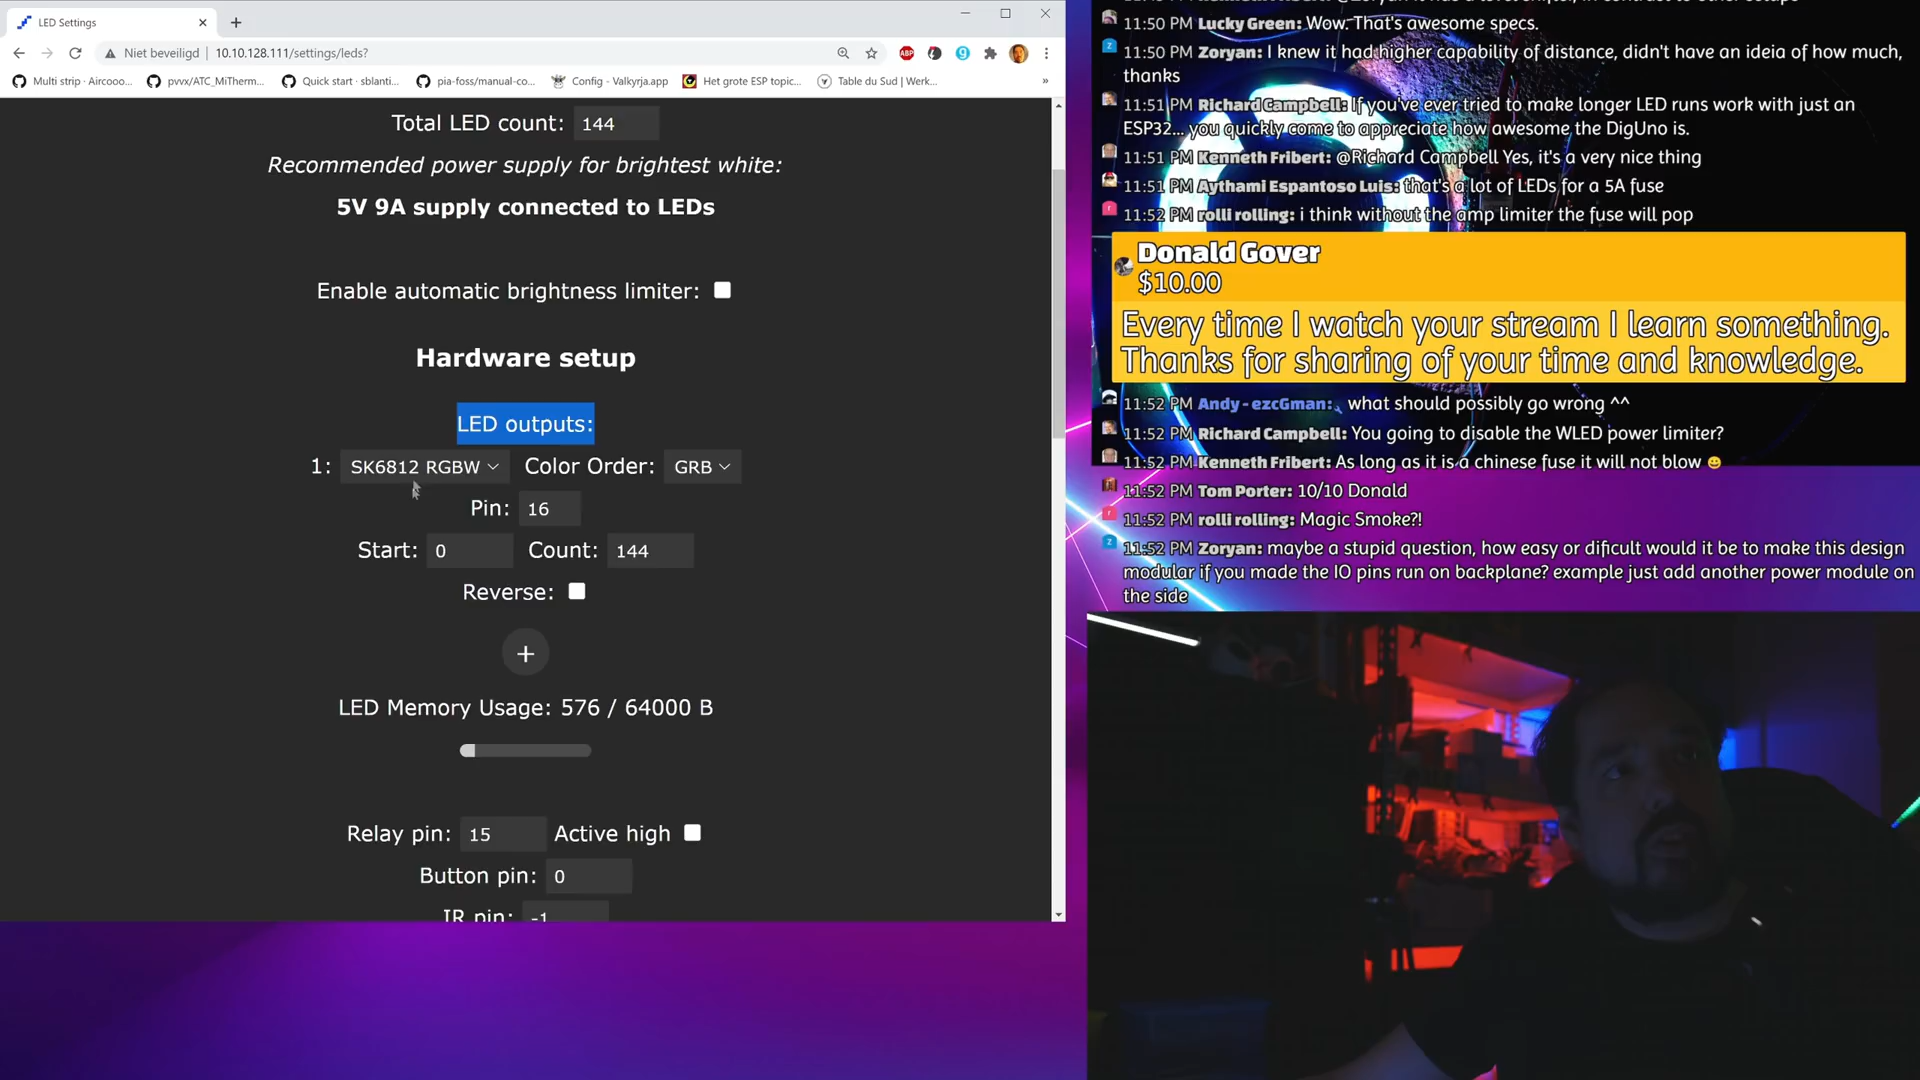 LED Settings
Niet beveiligd
10.10.128.111/settings/leds?
ABP
Multi strip · Aircooo...
pvvx/ATC_MiTherm...
Quick start · sblanti...
pia-foss/manual-co...
Config - Valkyrja.app
Het grote ESP topic...
Table du Sud | Werk...
»
Total LED count: 144
Recommended power supply for brightest white:
5V 9A supply connected to LEDs
Enable automatic brightness limiter:
Hardware setup
LED outputs:
1: SK6812 RGBW Color Order: GRB
Pin: 16
Start: 0 Count: 144
Reverse:
+
LED Memory Usage: 576 / 64000 B
Relay pin: 15 Active high
Button pin: 0
IR pin: -1
11:50 PM Lucky Green: Wow. That's awesome specs.
11:50 PM Zoryan: I knew it had higher capability of distance, didn't have an ideia of how much,
thanks
11:51 PM Richard Campbell: If you've ever tried to make longer LED runs work with just an
ESP32... you quickly come to appreciate how awesome the DigUno is.
11:51 PM Kenneth Fribert: @Richard Campbell Yes, it's a very nice thing
11:51 PM Aythami Espantoso Luis: that's a lot of LEDs for a 5A fuse
11:52 PM rolli rolling: i think without the amp limiter the fuse will pop
Donald Gover
$10.00
Every time I watch your stream I learn something.
Thanks for sharing of your time and knowledge.
11:52 PM Andy - ezcGman: what should possibly go wrong ^^
11:52 PM Richard Campbell: You going to disable the WLED power limiter?
11:52 PM Kenneth Fribert: As long as it is a chinese fuse it will not blow 😀
11:52 PM Tom Porter: 10/10 Donald
11:52 PM rolli rolling: Magic Smoke?!
11:52 PM Zoryan: maybe a stupid question, how easy or dificult would it be to make this design
modular if you made the IO pins run on backplane? example just add another power module on
the side